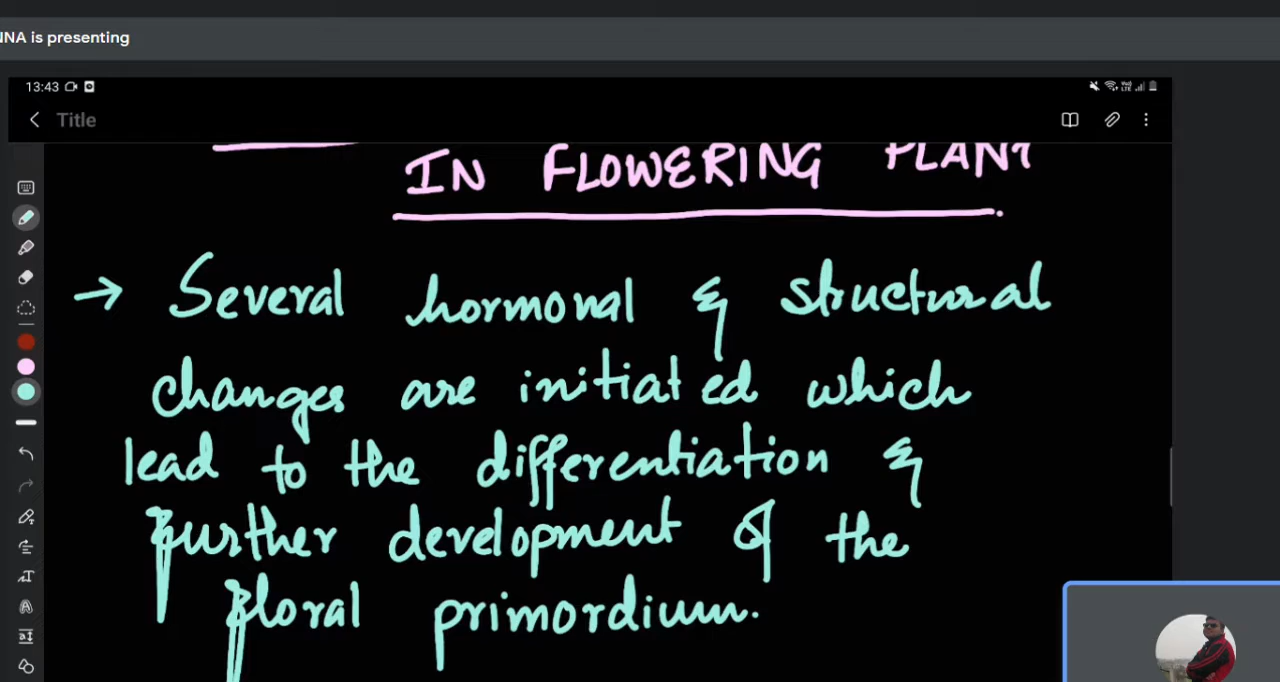 NNA is presenting
13:43
Title
IN FLOWERING PLANT
→ Several hormonal & structural
changes are initiated which
lead to the differentiation &
further development of the
floral primordium.